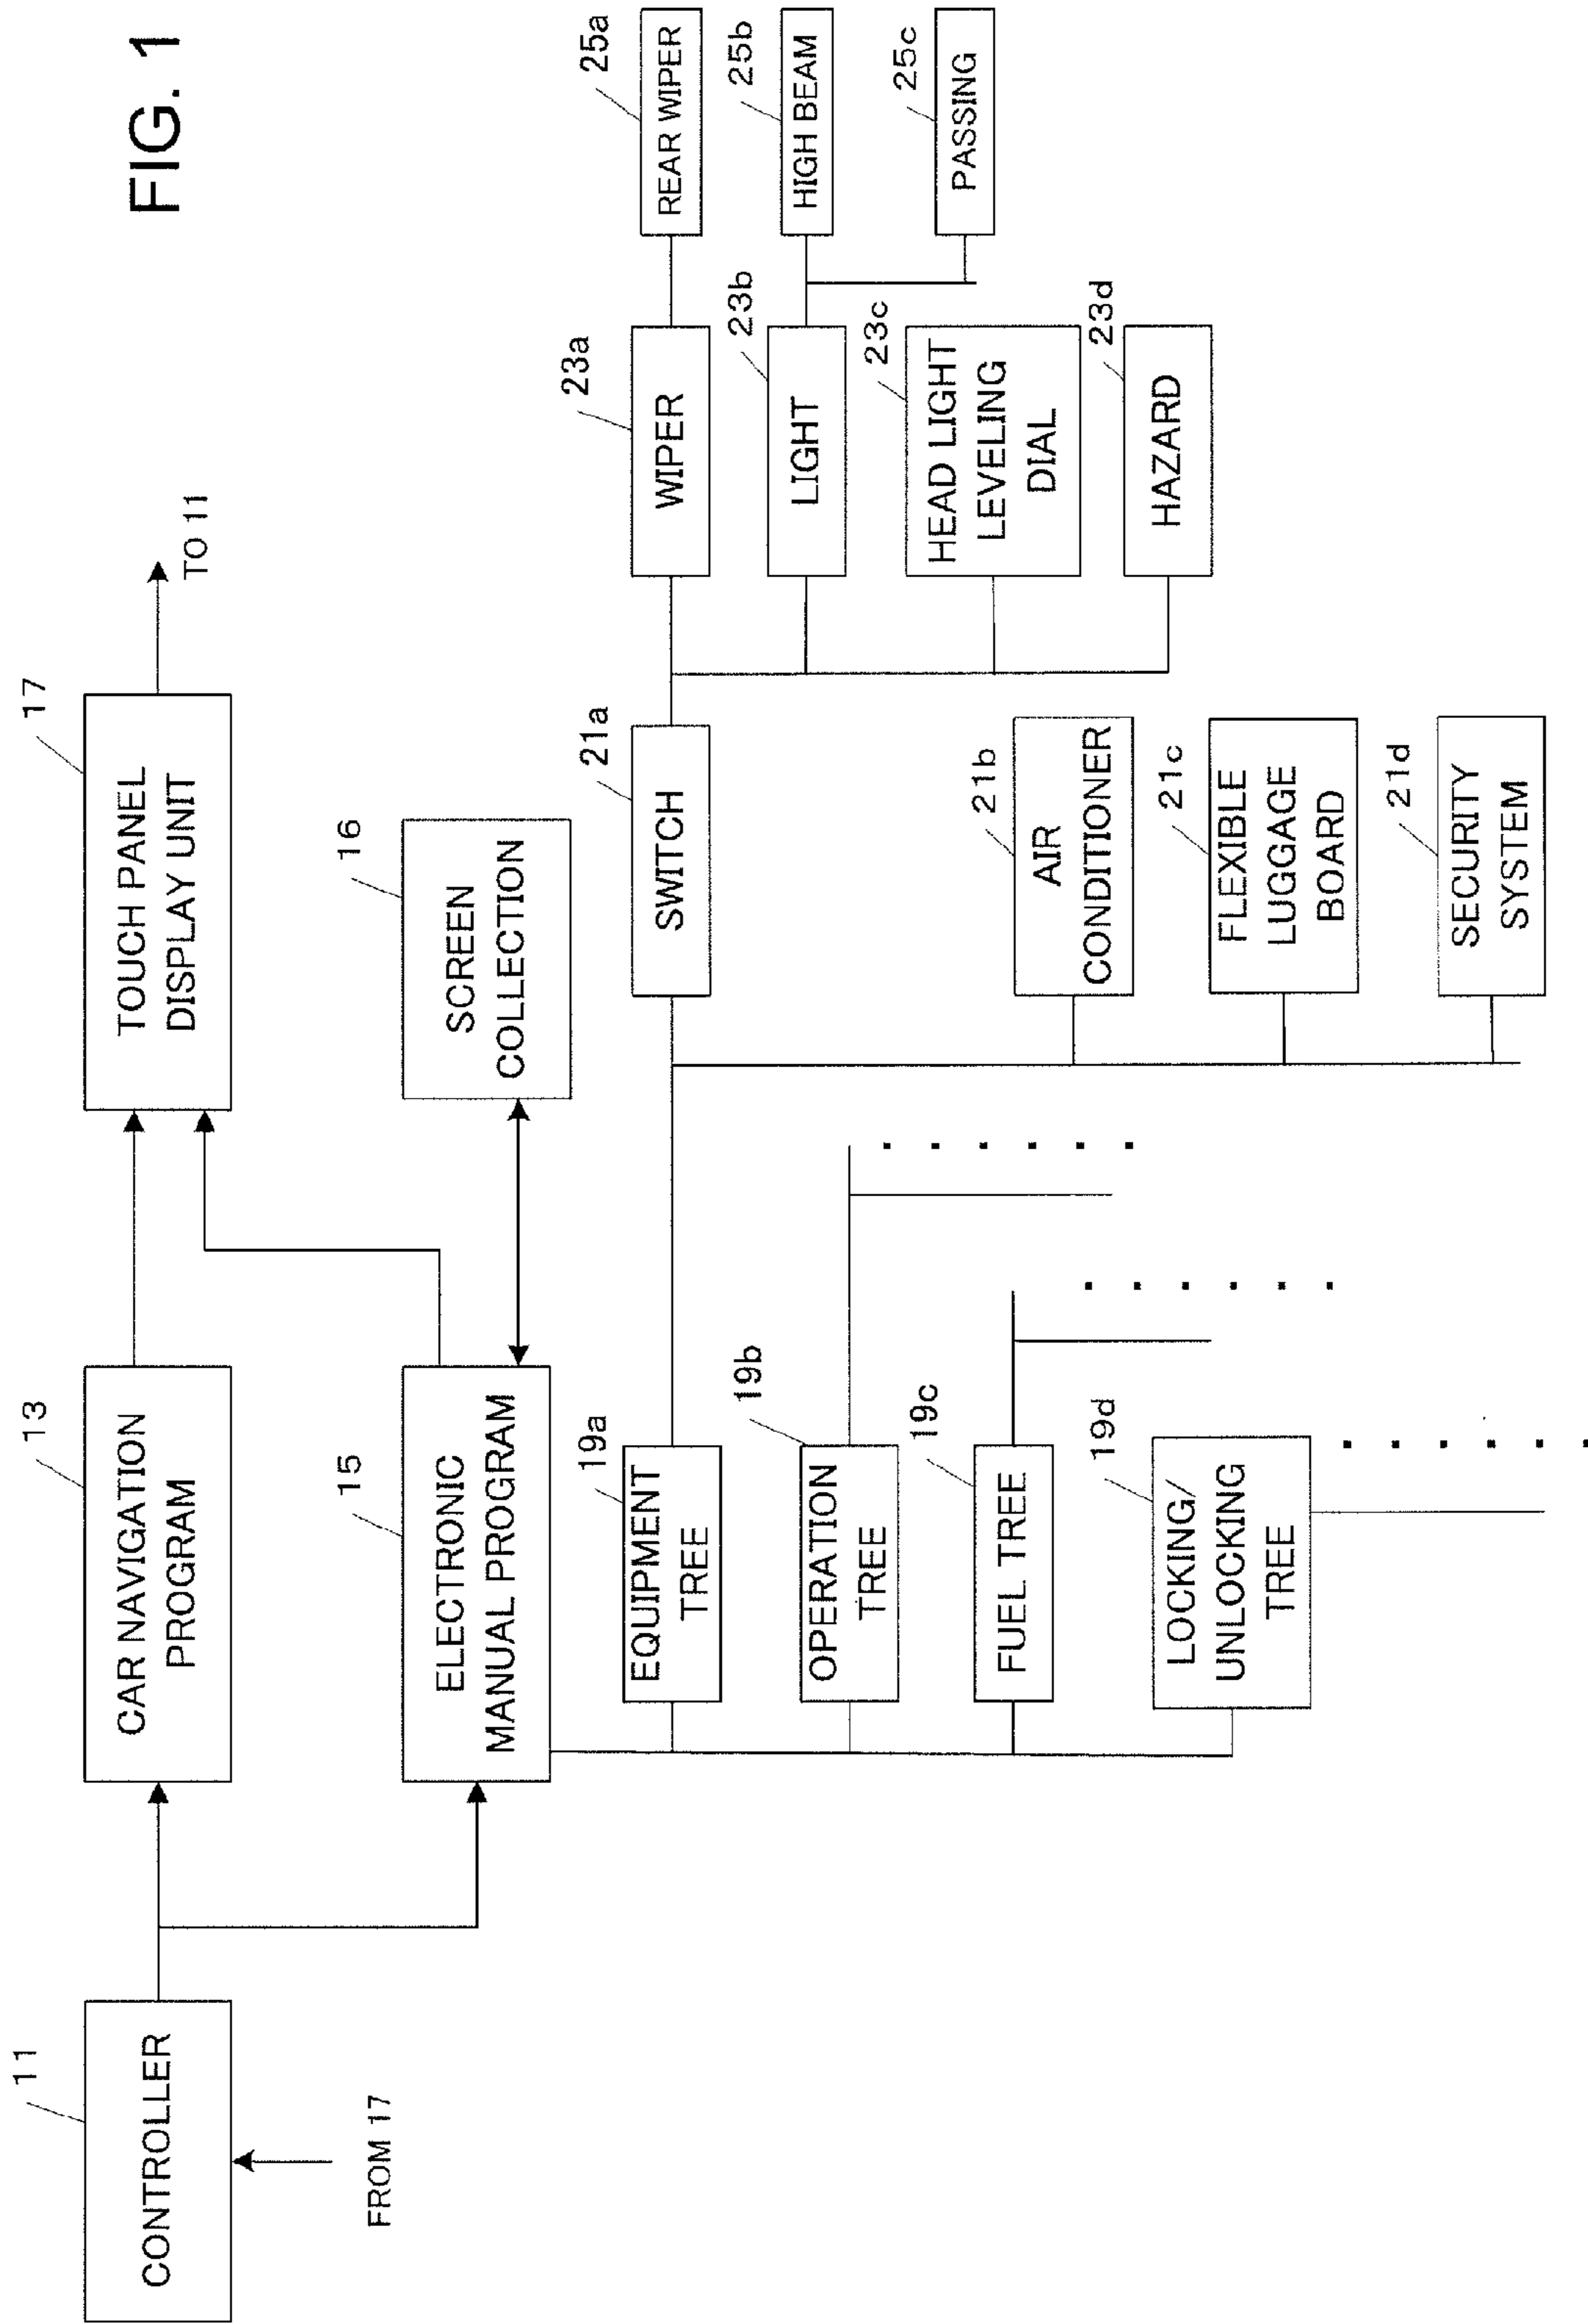 FIG. 1
11
CONTROLLER
FROM 17
13
CAR NAVIGATION
PROGRAM
15
ELECTRONIC
MANUAL PROGRAM
17
TOUCH PANEL
DISPLAY UNIT
TO 11
16
SCREEN
COLLECTION
19a
EQUIPMENT
TREE
19b
OPERATION
TREE
19c
FUEL TREE
19d
LOCKING/
UNLOCKING
TREE
21a
SWITCH
21b
AIR
CONDITIONER
21c
FLEXIBLE
LUGGAGE
BOARD
21d
SECURITY
SYSTEM
23a
WIPER
23b
LIGHT
23c
HEAD LIGHT
LEVELING
DIAL
23d
HAZARD
25a
REAR WIPER
25b
HIGH BEAM
25c
PASSING